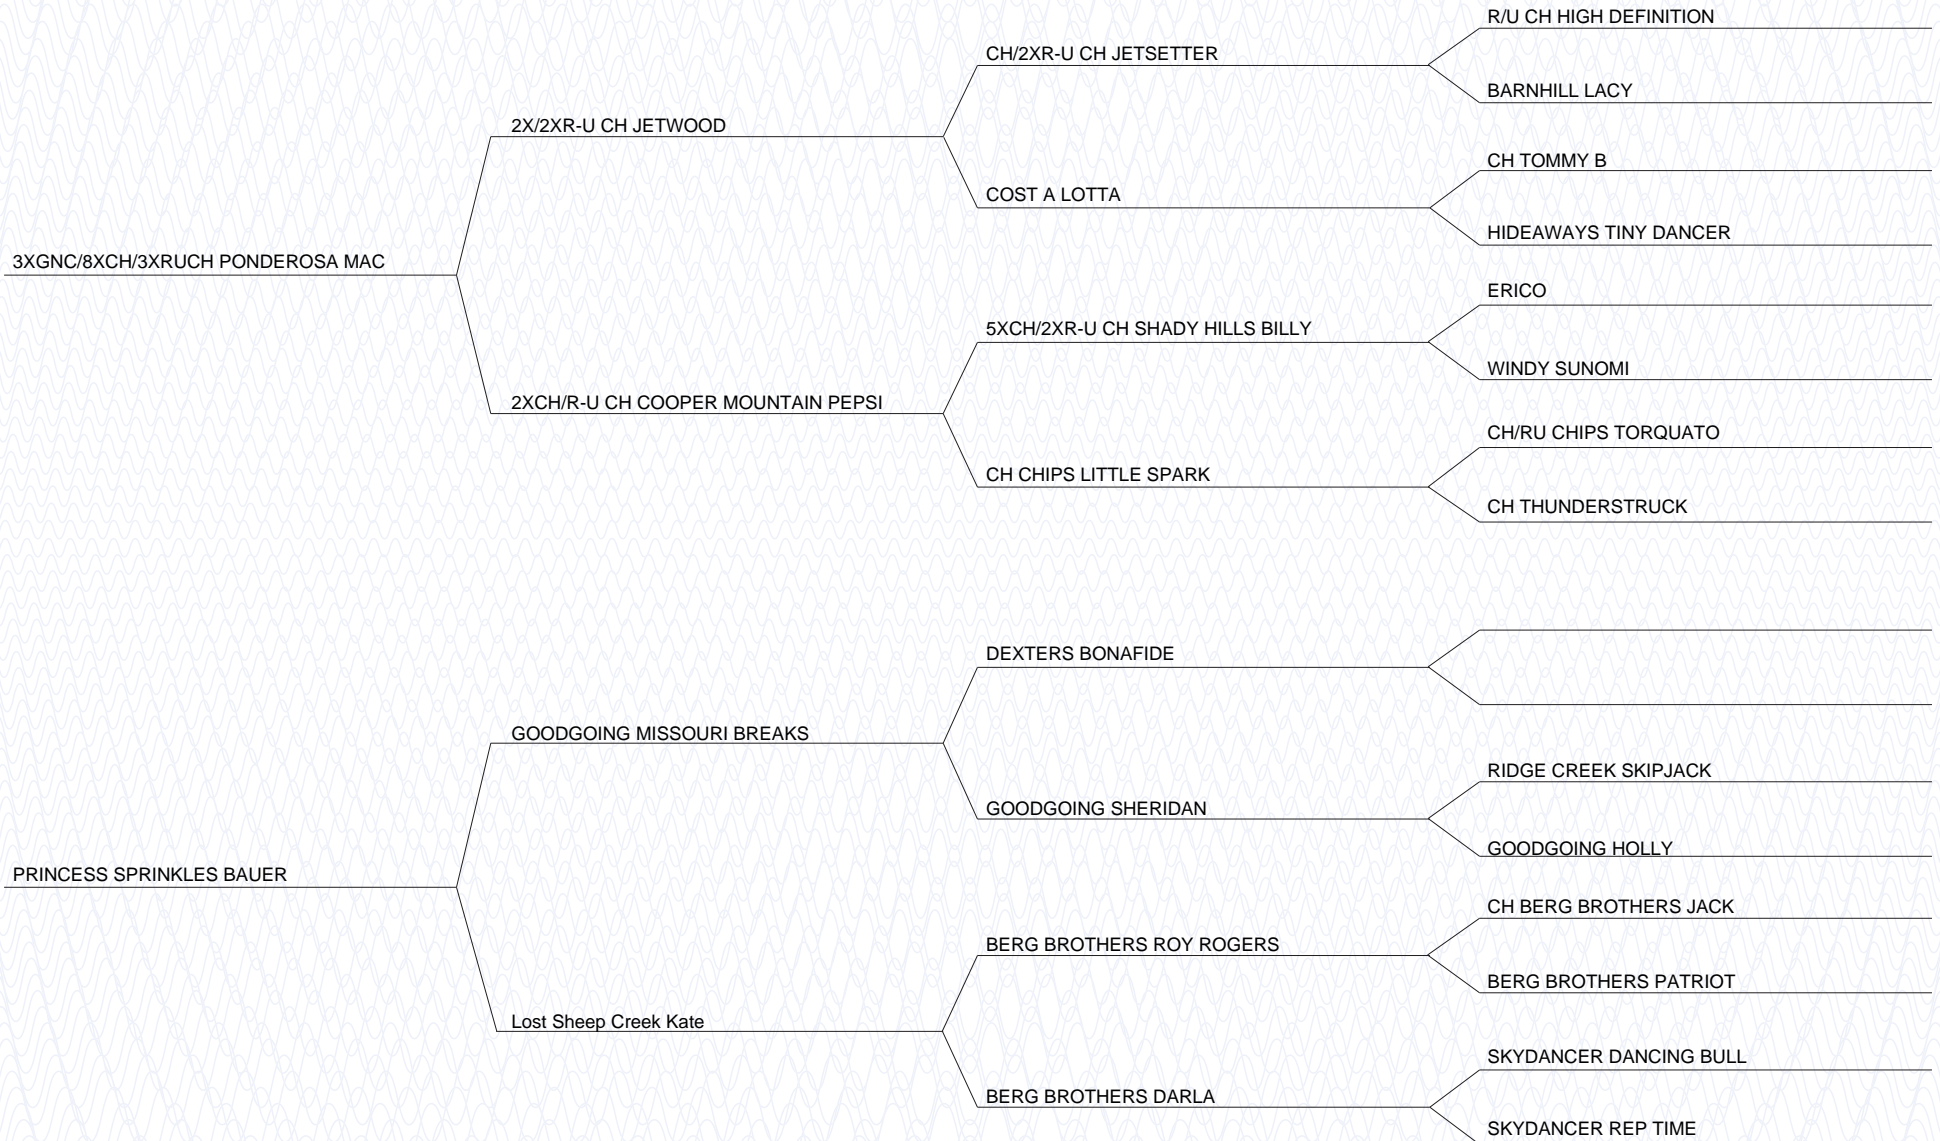 R/U CH HIGH DEFINITION
CH/2XR-U CH JETSETTER
BARNHILL LACY
2X/2XR-U CH JETWOOD
CH TOMMY B
COST A LOTTA
HIDEAWAYS TINY DANCER
3XGNC/8XCH/3XRUCH PONDEROSA MAC
ERICO
5XCH/2XR-U CH SHADY HILLS BILLY
WINDY SUNOMI
2XCH/R-U CH COOPER MOUNTAIN PEPSI
CH/RU CHIPS TORQUATO
CH CHIPS LITTLE SPARK
CH THUNDERSTRUCK
DEXTERS BONAFIDE
GOODGOING MISSOURI BREAKS
RIDGE CREEK SKIPJACK
GOODGOING SHERIDAN
GOODGOING HOLLY
PRINCESS SPRINKLES BAUER
CH BERG BROTHERS JACK
BERG BROTHERS ROY ROGERS
BERG BROTHERS PATRIOT
Lost Sheep Creek Kate
SKYDANCER DANCING BULL
BERG BROTHERS DARLA
SKYDANCER REP TIME